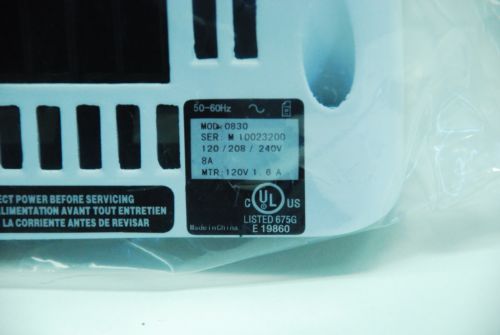 50-60Hz
MOD: 0830
SER: M 10023200
120/208/240V
8A
MTR:120V 1.6A
C UL US
LISTED 675G
E 19860
Made in China
ECT POWER BEFORE SERVICING
ALIMENTATION AVANT TOUT ENTRETIEN
LA CORRIENTE ANTES DE REVISAR